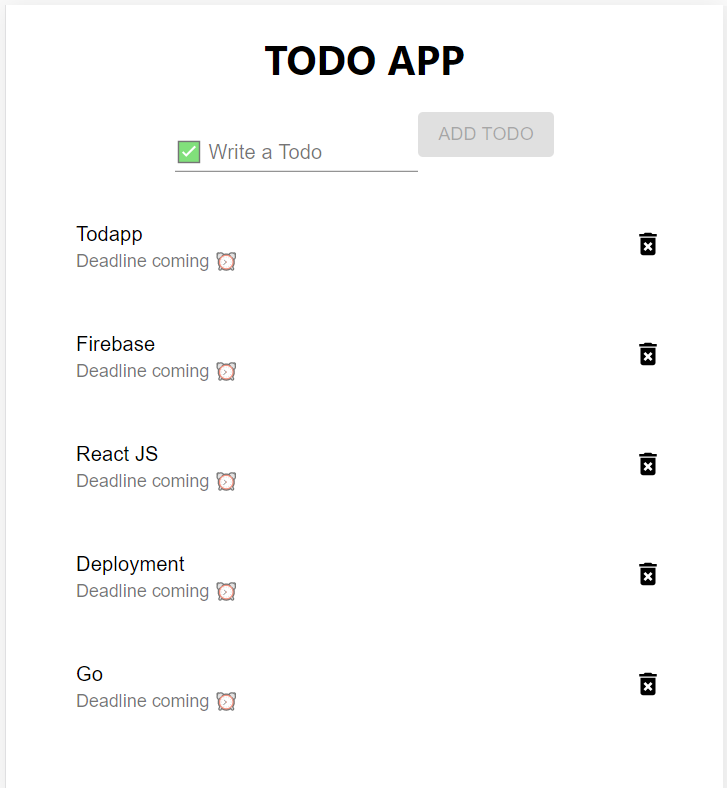 TODO APP
✅ Write a Todo
ADD TODO
Todapp
Deadline coming ⏰
Firebase
Deadline coming ⏰
React JS
Deadline coming ⏰
Deployment
Deadline coming ⏰
Go
Deadline coming ⏰